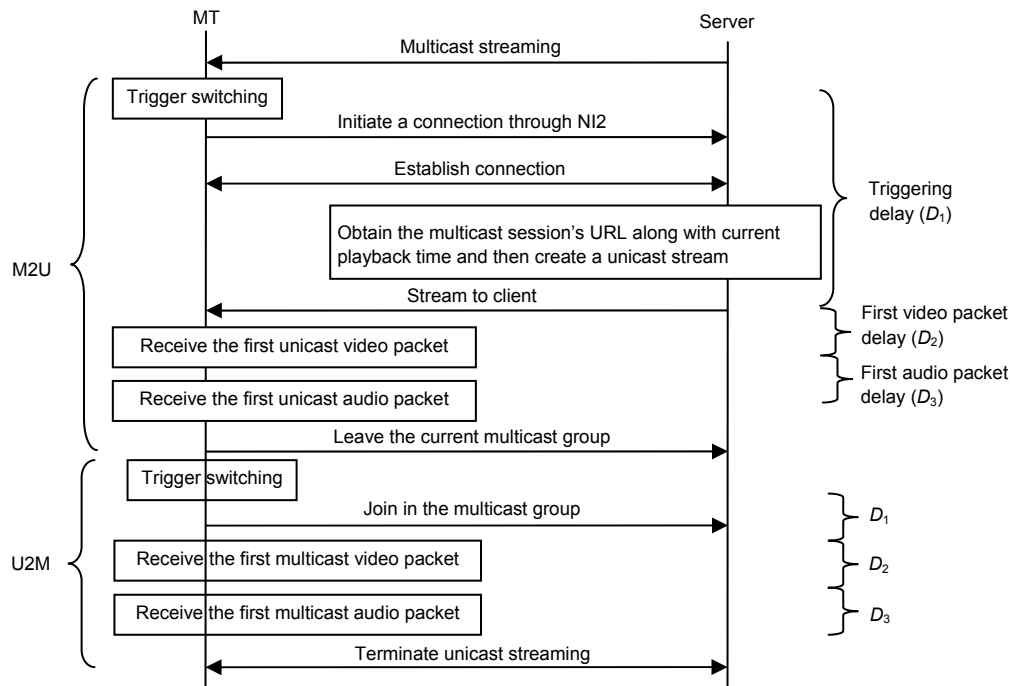 MT
Server
Multicast streaming
Trigger switching
Initiate a connection through NI2
Establish connection
Triggering
delay (D1)
Obtain the multicast session's URL along with current
playback time and then create a unicast stream
M2U
Stream to client
First video packet
delay (D2)
Receive the first unicast video packet
First audio packet
delay (D3)
Receive the first unicast audio packet
Leave the current multicast group
Trigger switching
Join in the multicast group
D1
U2M
Receive the first multicast video packet
D2
Receive the first multicast audio packet
D3
Terminate unicast streaming